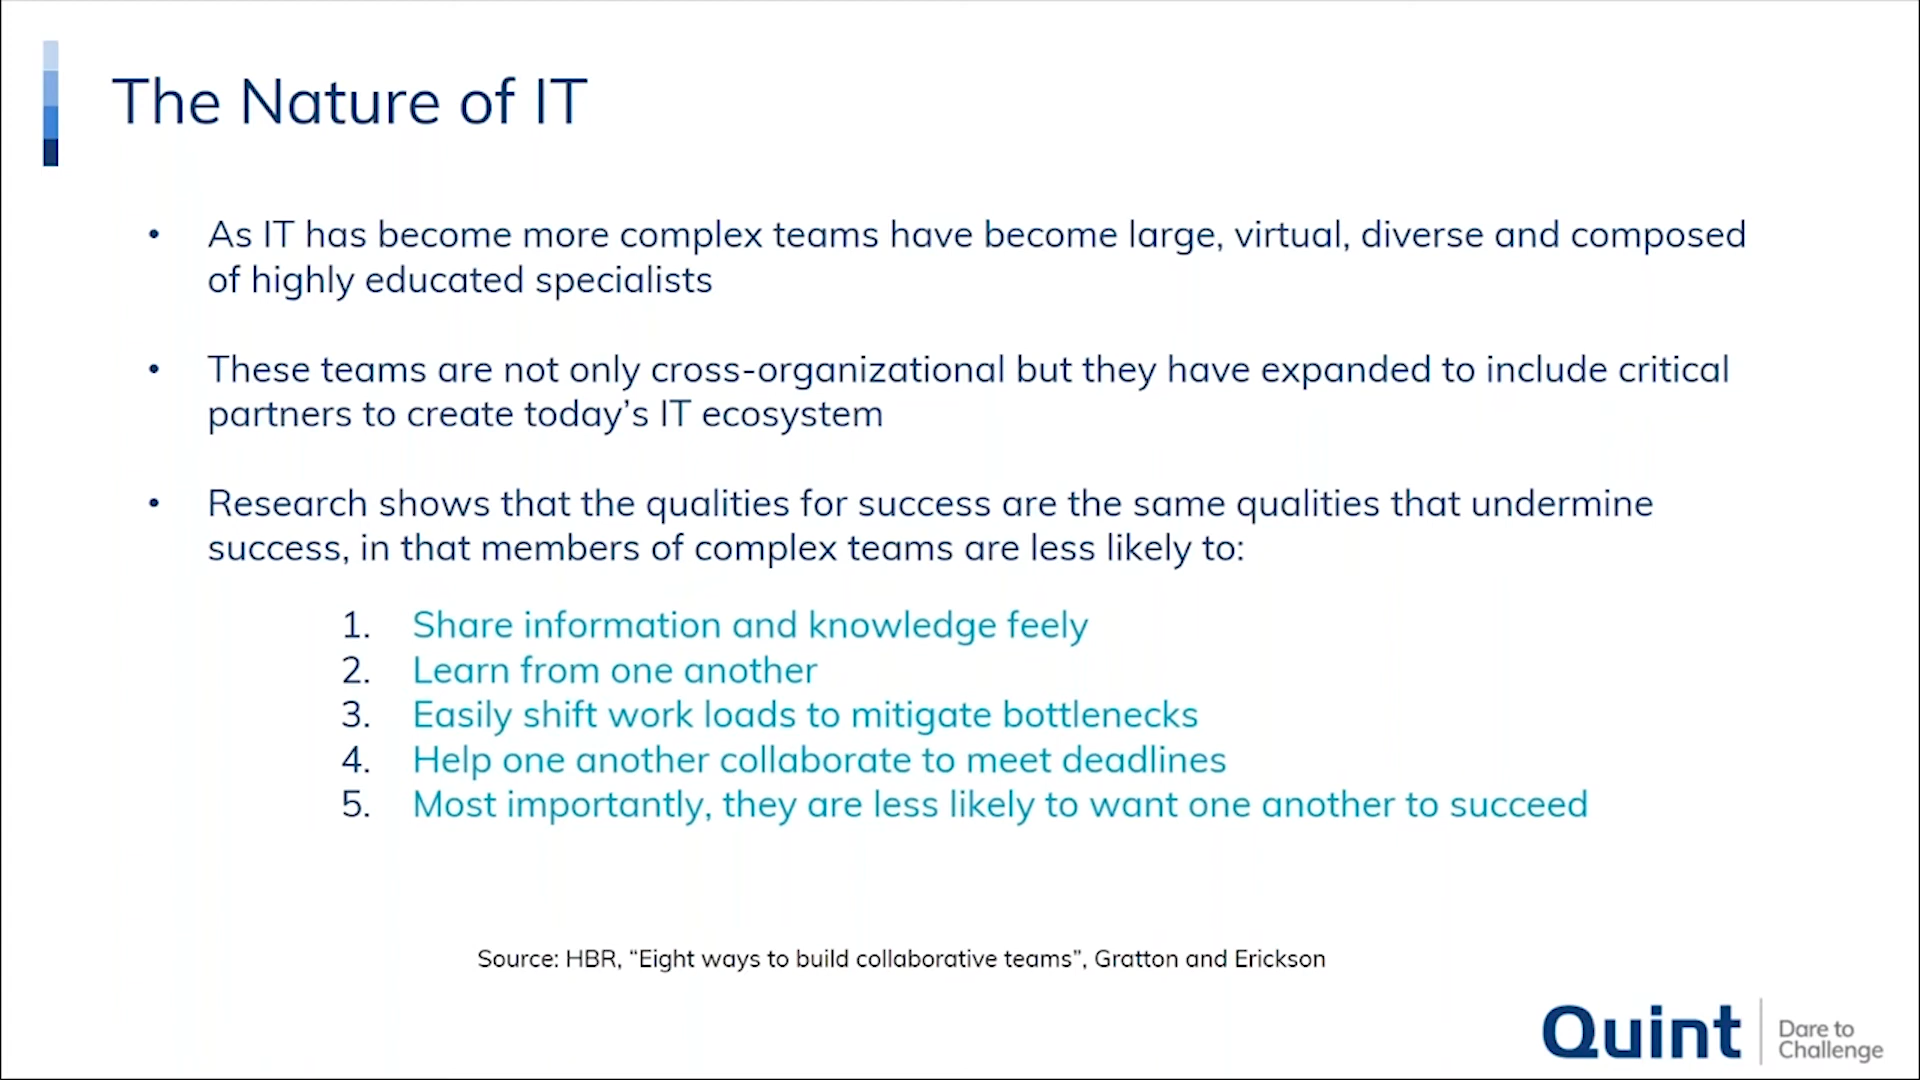 The Nature of IT
• As IT has become more complex teams have become large, virtual, diverse and composed
of highly educated specialists
• These teams are not only cross-organizational but they have expanded to include critical
partners to create today’s IT ecosystem
• Research shows that the qualities for success are the same qualities that undermine
success, in that members of complex teams are less likely to:
1. Share information and knowledge feely
2. Learn from one another
3. Easily shift work loads to mitigate bottlenecks
4. Help one another collaborate to meet deadlines
5. Most importantly, they are less likely to want one another to succeed
Source: HBR, “Eight ways to build collaborative teams”, Gratton and Erickson
Quint
Dare to
Challenge